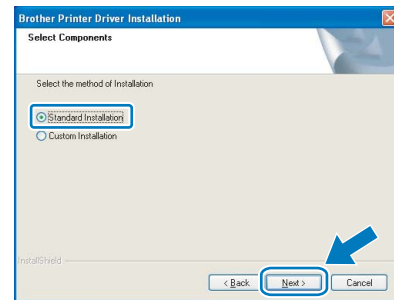 Brother Printer Driver Installation
Select Components
Select the method of Installation
Standard Installation
Custom Installation
InstallShield
< Back
Next >
Cancel